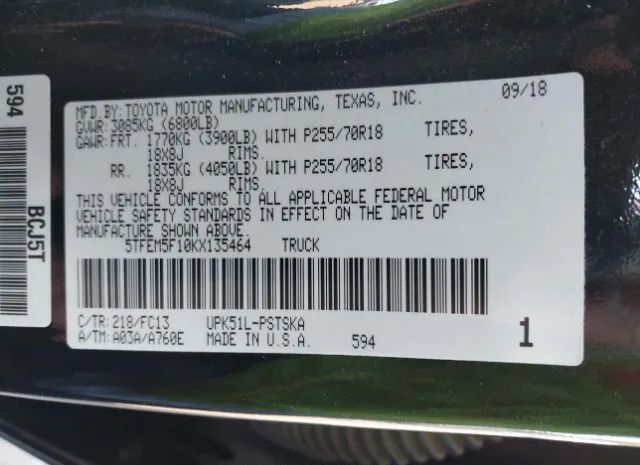 594
BCJ5T
MFD.BY:TOYOTA MOTOR MANUFACTURING, TEXAS, INC. 09/18
GVWR:3085KG (6800LB)
GAWR:FRT. 1770KG (3900LB) WITH P255/70R18 TIRES,
18X8J RIMS.
RR. 1835KG (4050LB) WITH P255/70R18 TIRES,
18X8J RIMS.
THIS VEHICLE CONFORMS TO ALL APPLICABLE FEDERAL MOTOR
VEHICLE SAFETY STANDARDS IN EFFECT ON THE DATE OF
MANUFACTURE SHOWN ABOVE.
5TFEM5F10KX135464 TRUCK
C/TR:218/FC13 UPK51L-PSTSKA
A/TM:A03A/A760E MADE IN U.S.A. 594 1